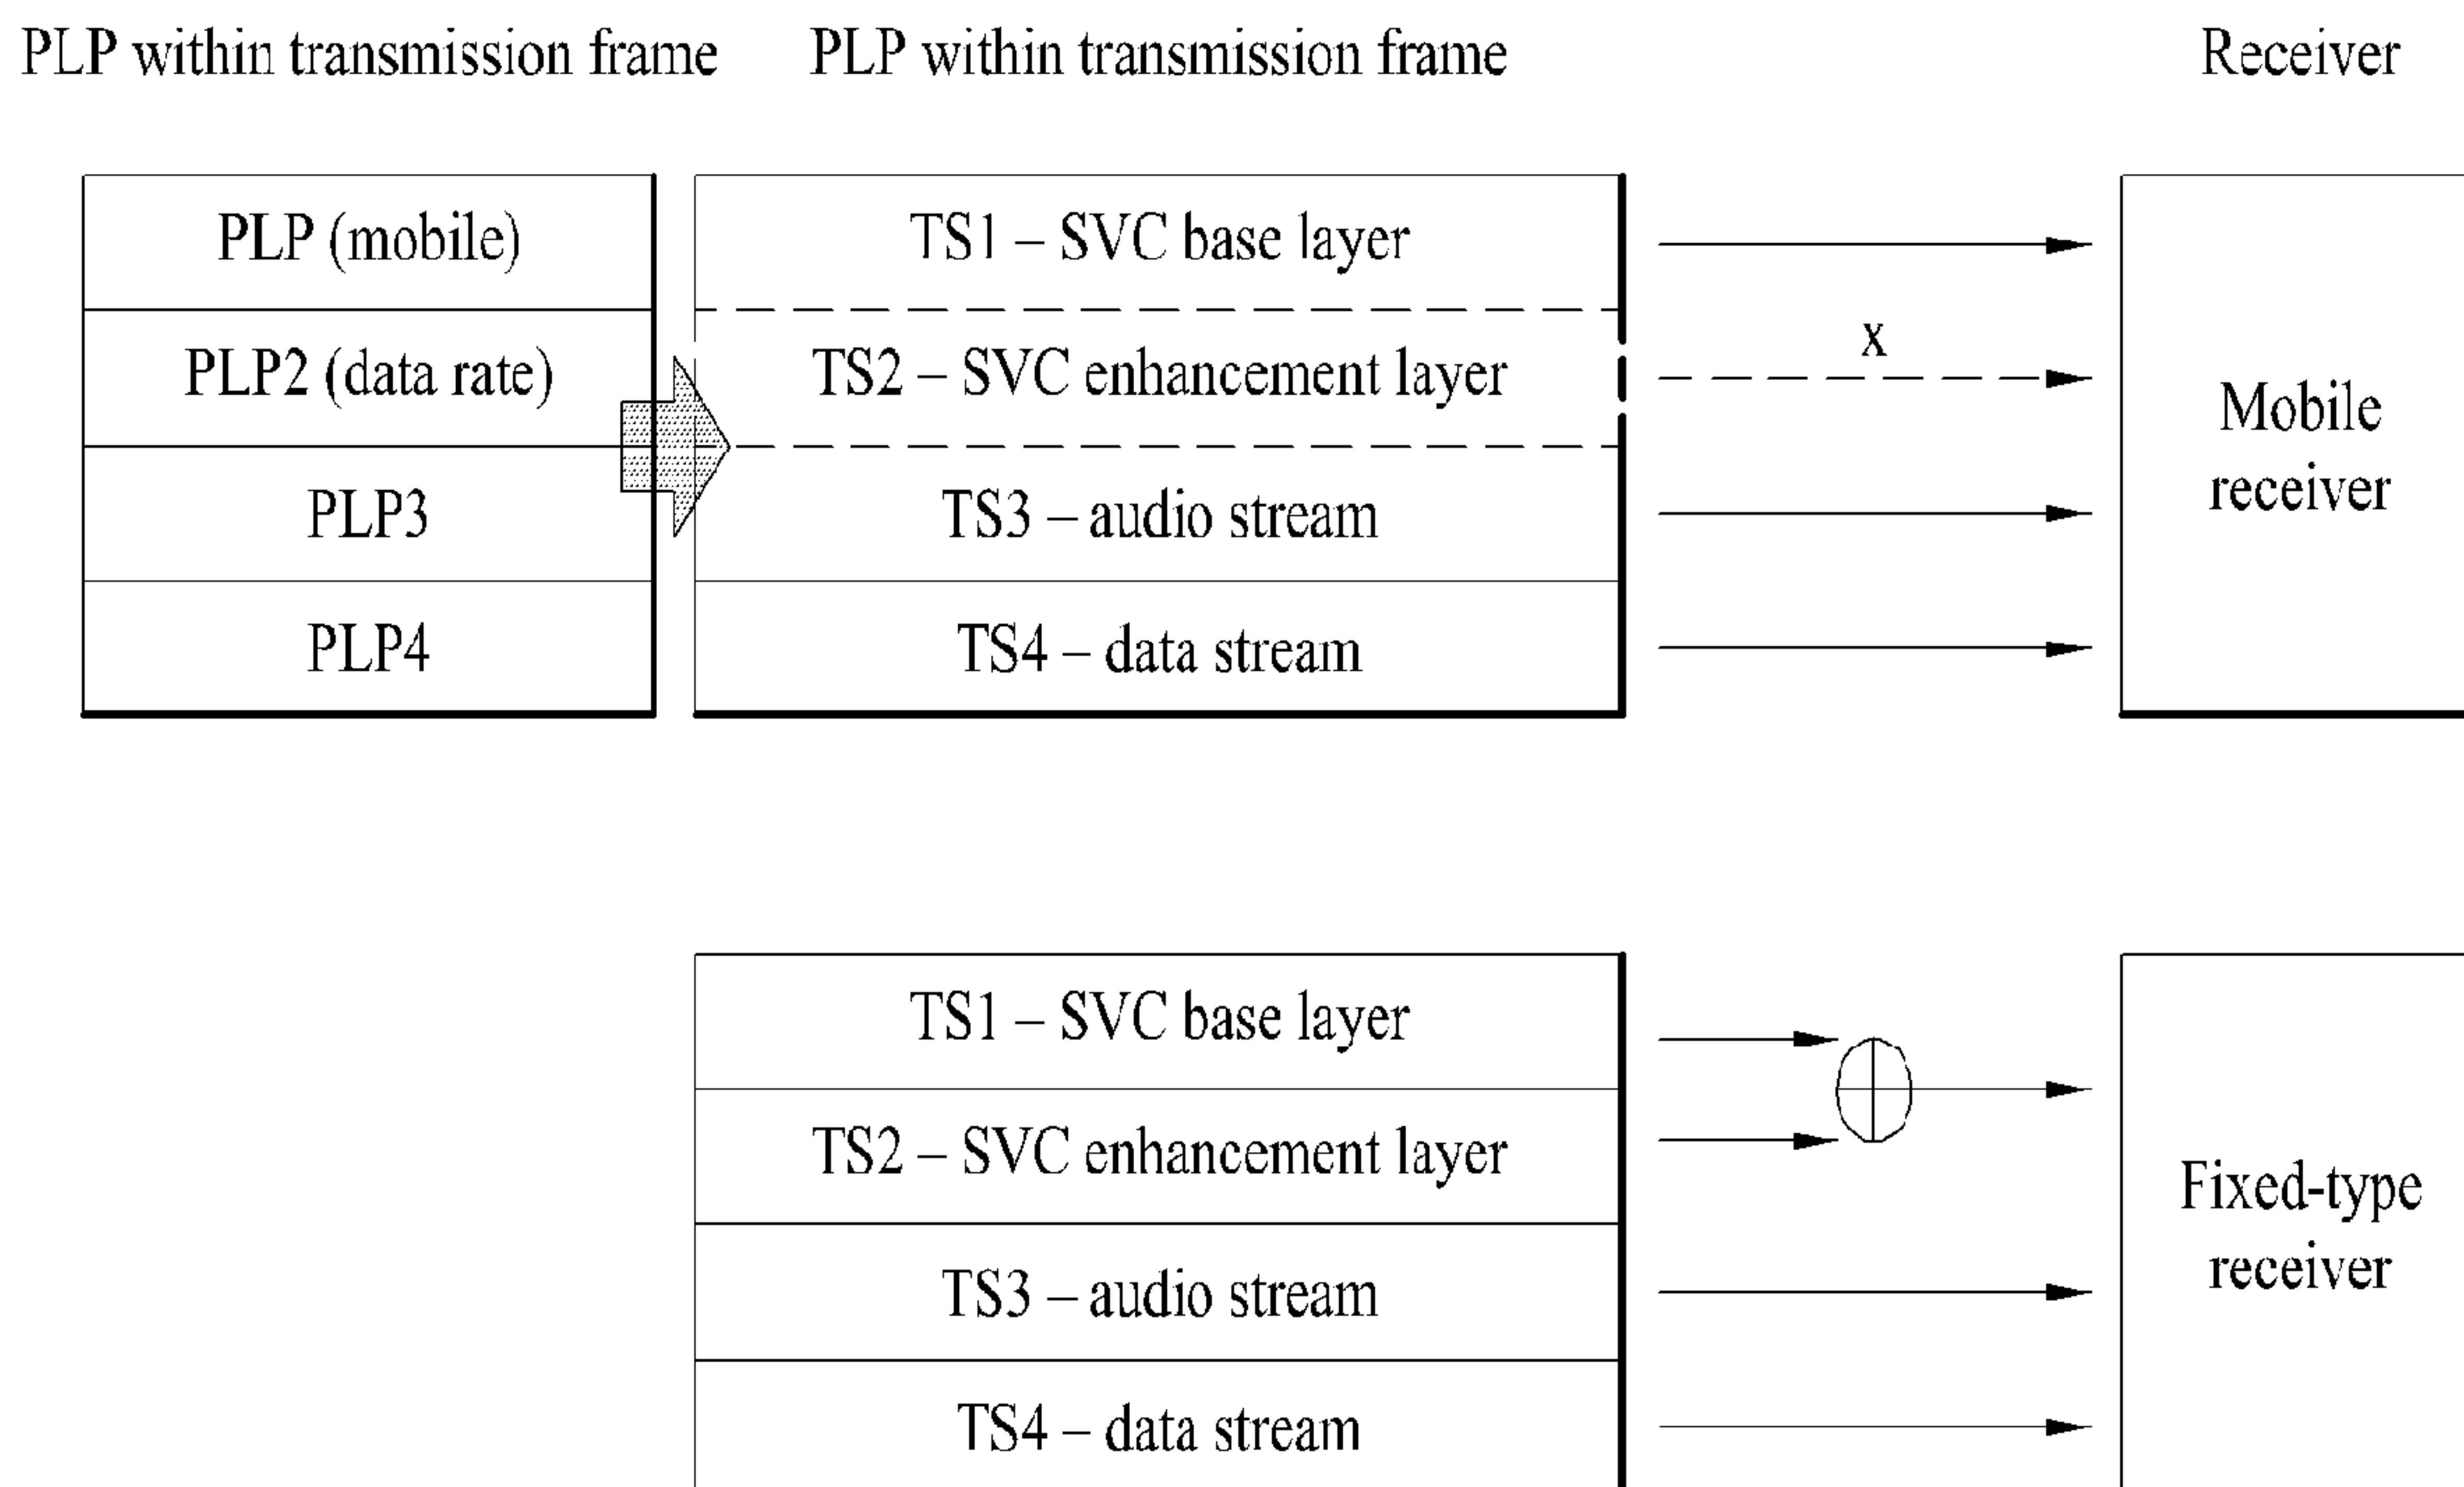 PLP within transmission frame
PLP within transmission frame
Receiver
PLP (mobile)
PLP2 (data rate)
PLP3
PLP4
TS1 – SVC base layer
TS2 – SVC enhancement layer
TS3 – audio stream
TS4 – data stream
x
Mobile
receiver
TS1 – SVC base layer
TS2 – SVC enhancement layer
TS3 – audio stream
TS4 – data stream
Fixed-type
receiver